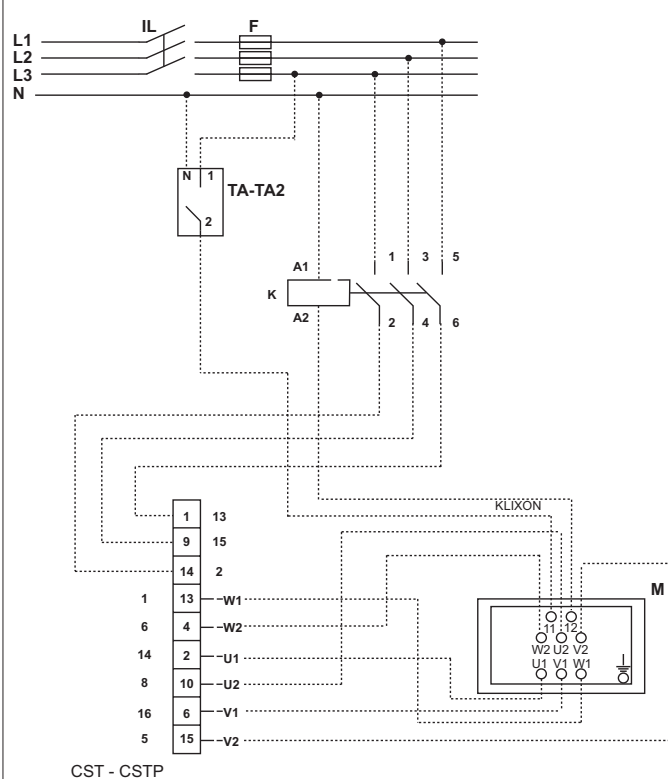 IL F
L1
L2
L3
N
N 1 TA-TA2
2
1 3 5
A1
K
A2 2 4 6
KLIXON
1 13
9 15
14 2
1 13 W1
6 4 W2
14 2 U1
8 10 U2
16 6 V1
5 15 V2
M
11 12
W2 U2 V2
U1 V1 W1
CST - CSTP